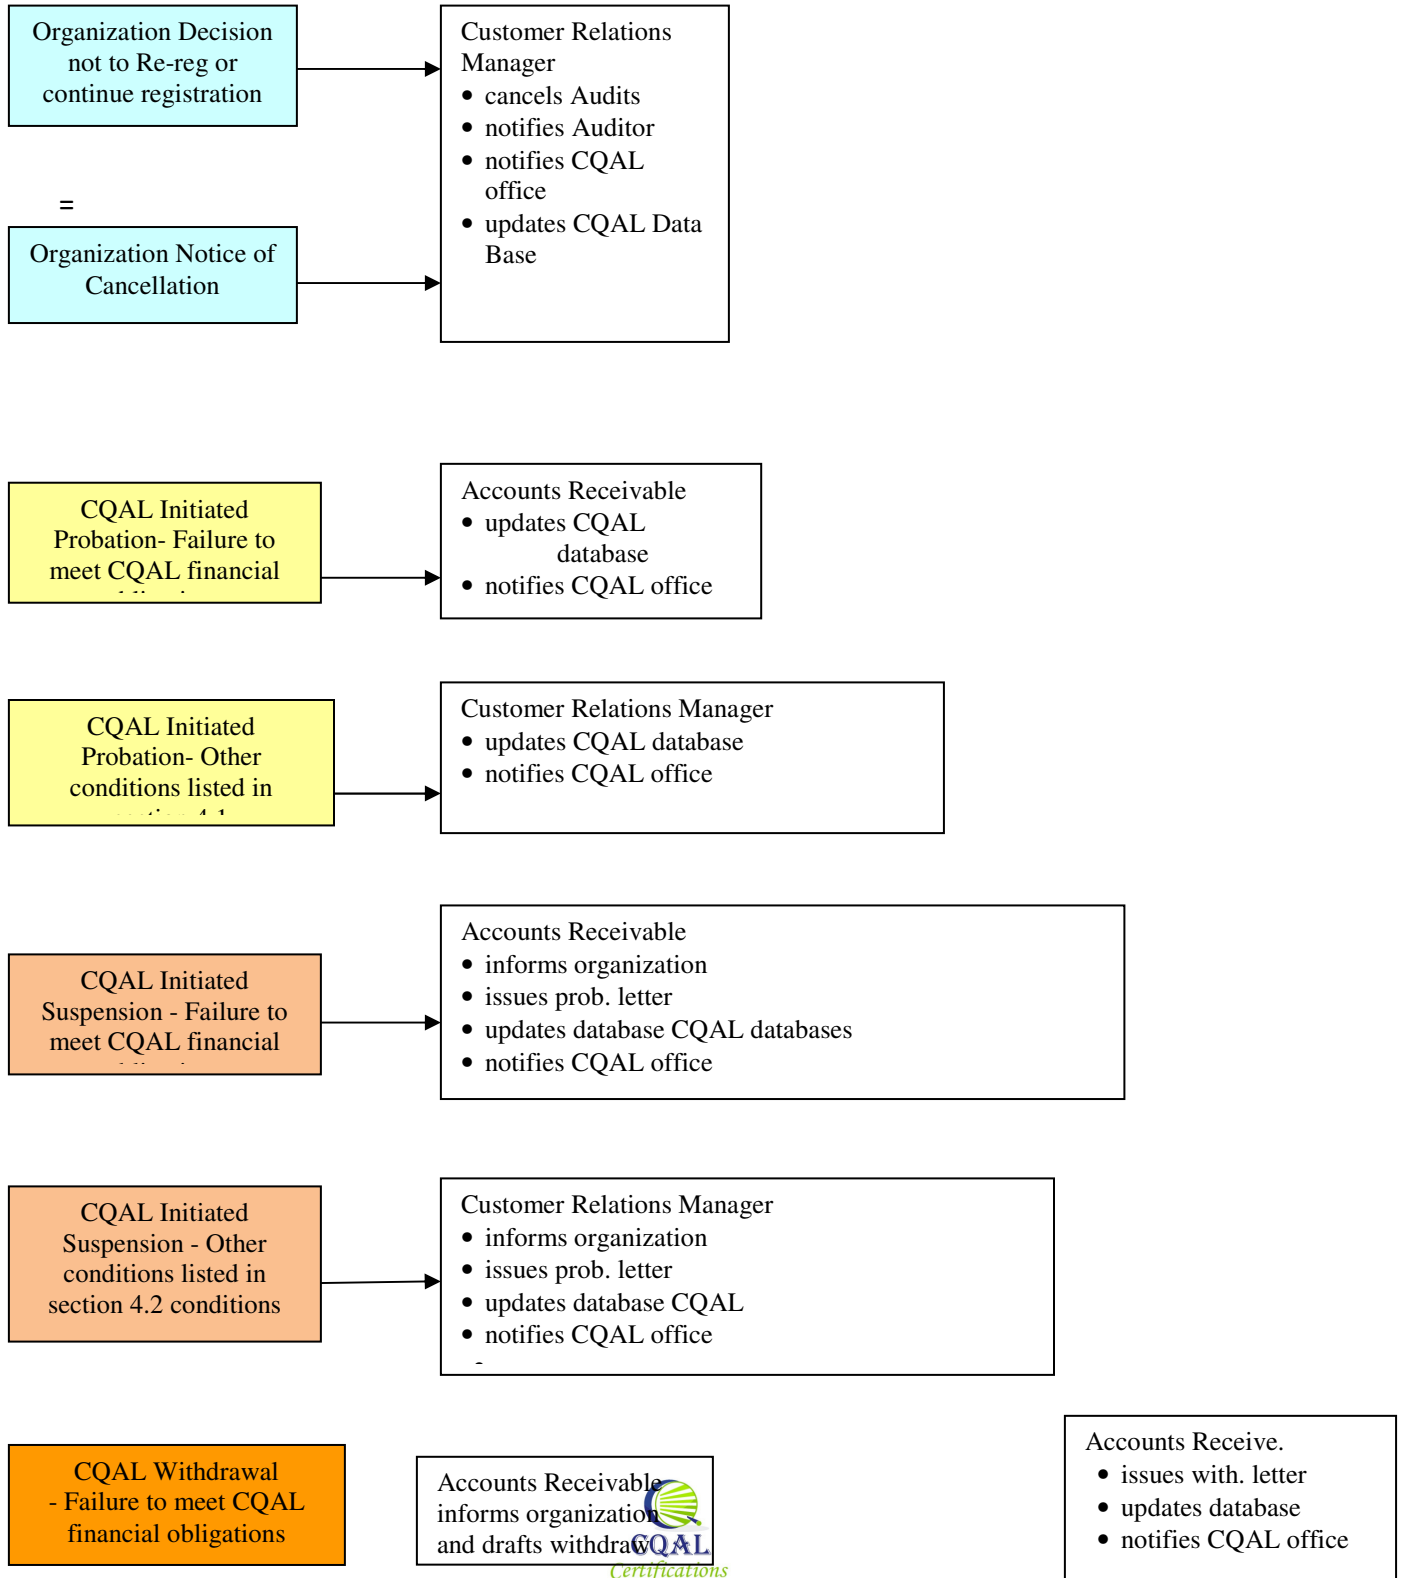 Organization Decision
not to Re-reg or
continue registration
Customer Relations
Manager
• cancels Audits
• notifies Auditor
• notifies CQAL
office
• updates CQAL Data
Base
=
Organization Notice of
Cancellation
CQAL Initiated
Probation- Failure to
meet CQAL financial
Accounts Receivable
• updates CQAL
database
• notifies CQAL office
CQAL Initiated
Probation- Other
conditions listed in
Customer Relations Manager
• updates CQAL database
• notifies CQAL office
CQAL Initiated
Suspension - Failure to
meet CQAL financial
Accounts Receivable
• informs organization
• issues prob. letter
• updates database CQAL databases
• notifies CQAL office
CQAL Initiated
Suspension - Other
conditions listed in
section 4.2 conditions
Customer Relations Manager
• informs organization
• issues prob. letter
• updates database CQAL
• notifies CQAL office
CQAL Withdrawal
- Failure to meet CQAL
financial obligations
Accounts Receivable
informs organization
and drafts withdraw
CQAL
Certifications
Accounts Receive.
• issues with. letter
• updates database
• notifies CQAL office